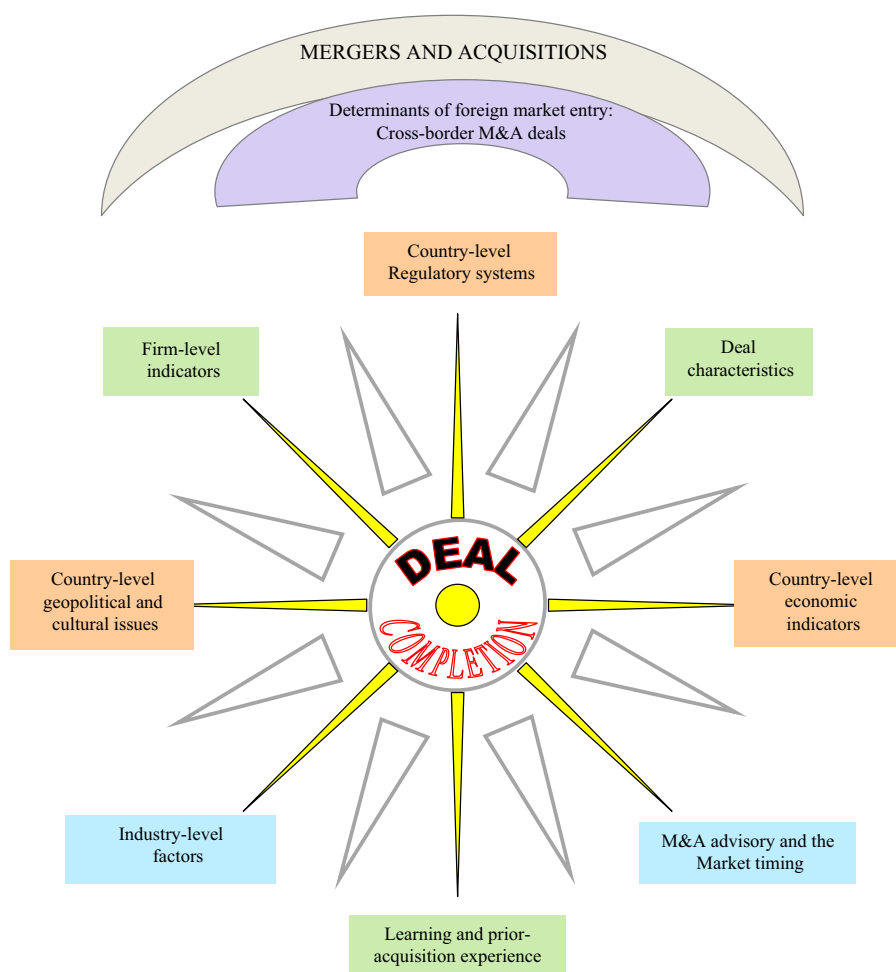 MERGERS AND ACQUISITIONS
Determinants of foreign market entry:
Cross-border M&A deals
Country-level
Regulatory systems
Firm-level
indicators
Deal
characteristics
DEAL
COMPLETION
Country-level
geopolitical and
cultural issues
Country-level
economic
indicators
Industry-level
factors
M&A advisory and the
Market timing
Learning and prior-
acquisition experience